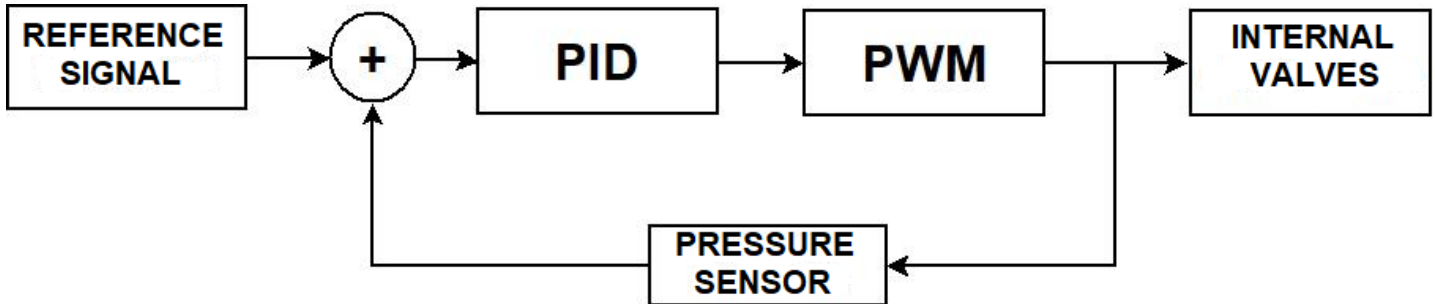 REFERENCE
SIGNAL
+
PID
PWM
INTERNAL
VALVES
PRESSURE
SENSOR